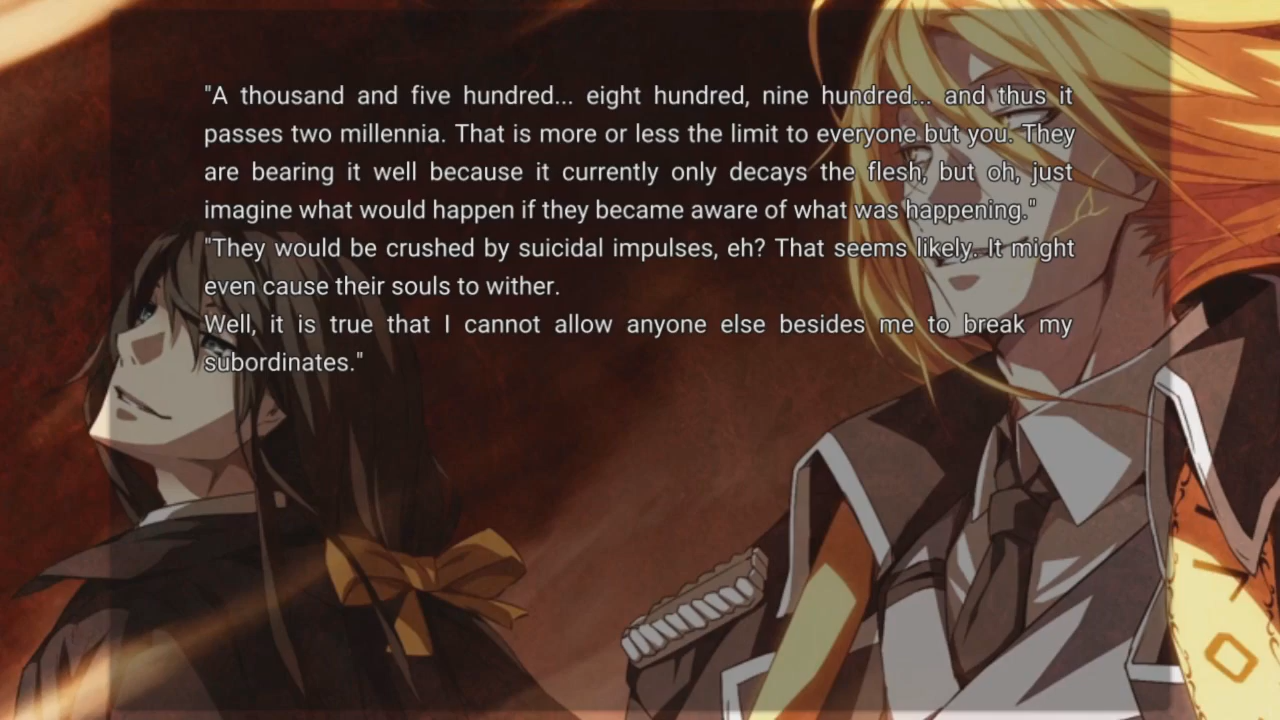 "A thousand and five hundred... eight hundred, nine hundred... and thus it
passes two millennia. That is more or less the limit to everyone but you. They
are bearing it well because it currently only decays the flesh, but oh, just
imagine what would happen if they became aware of what was happening."
"They would be crushed by suicidal impulses, eh? That seems likely. It might
even cause their souls to wither.
Well, it is true that I cannot allow anyone else besides me to break my
subordinates."